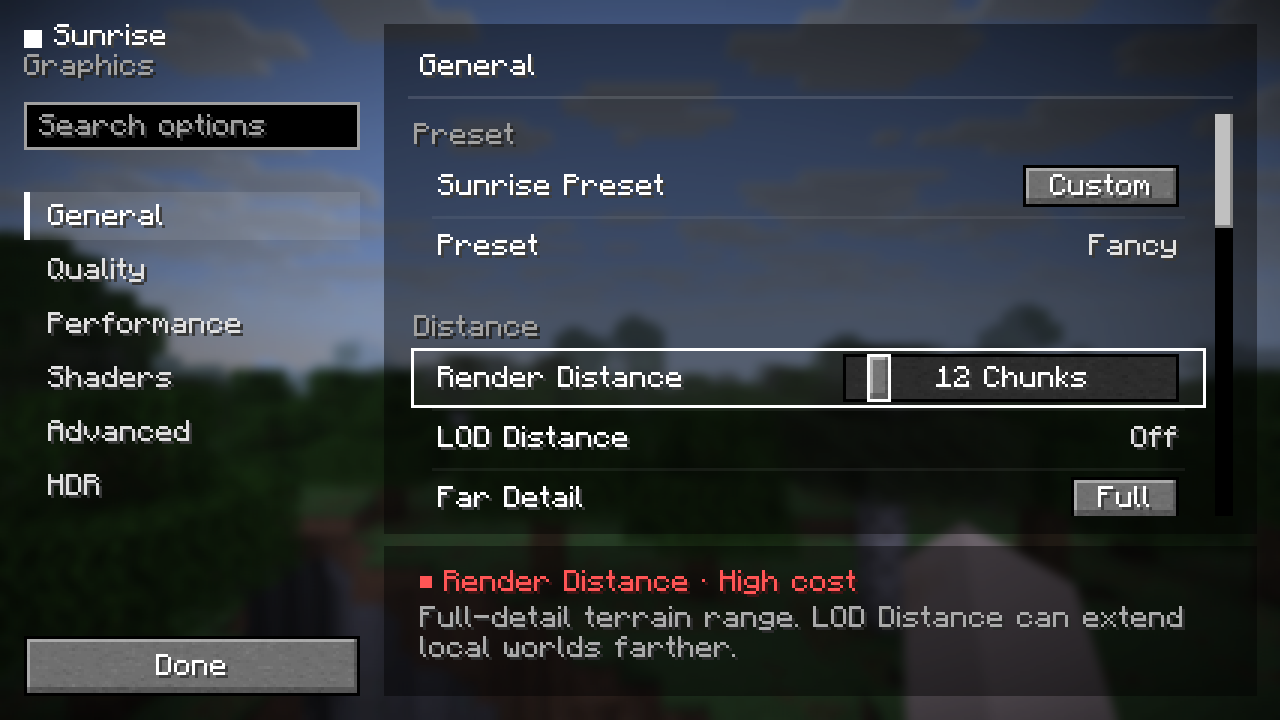 Sunrise
Graphics
Search options
General
Quality
Performance
Shaders
Advanced
HDR
Done
General
Preset
Sunrise Preset Custom
Preset Fancy
Distance
Render Distance 12 Chunks
LOD Distance Off
Far Detail Full
Render Distance · High cost
Full-detail terrain range. LOD Distance can extend
local worlds farther.